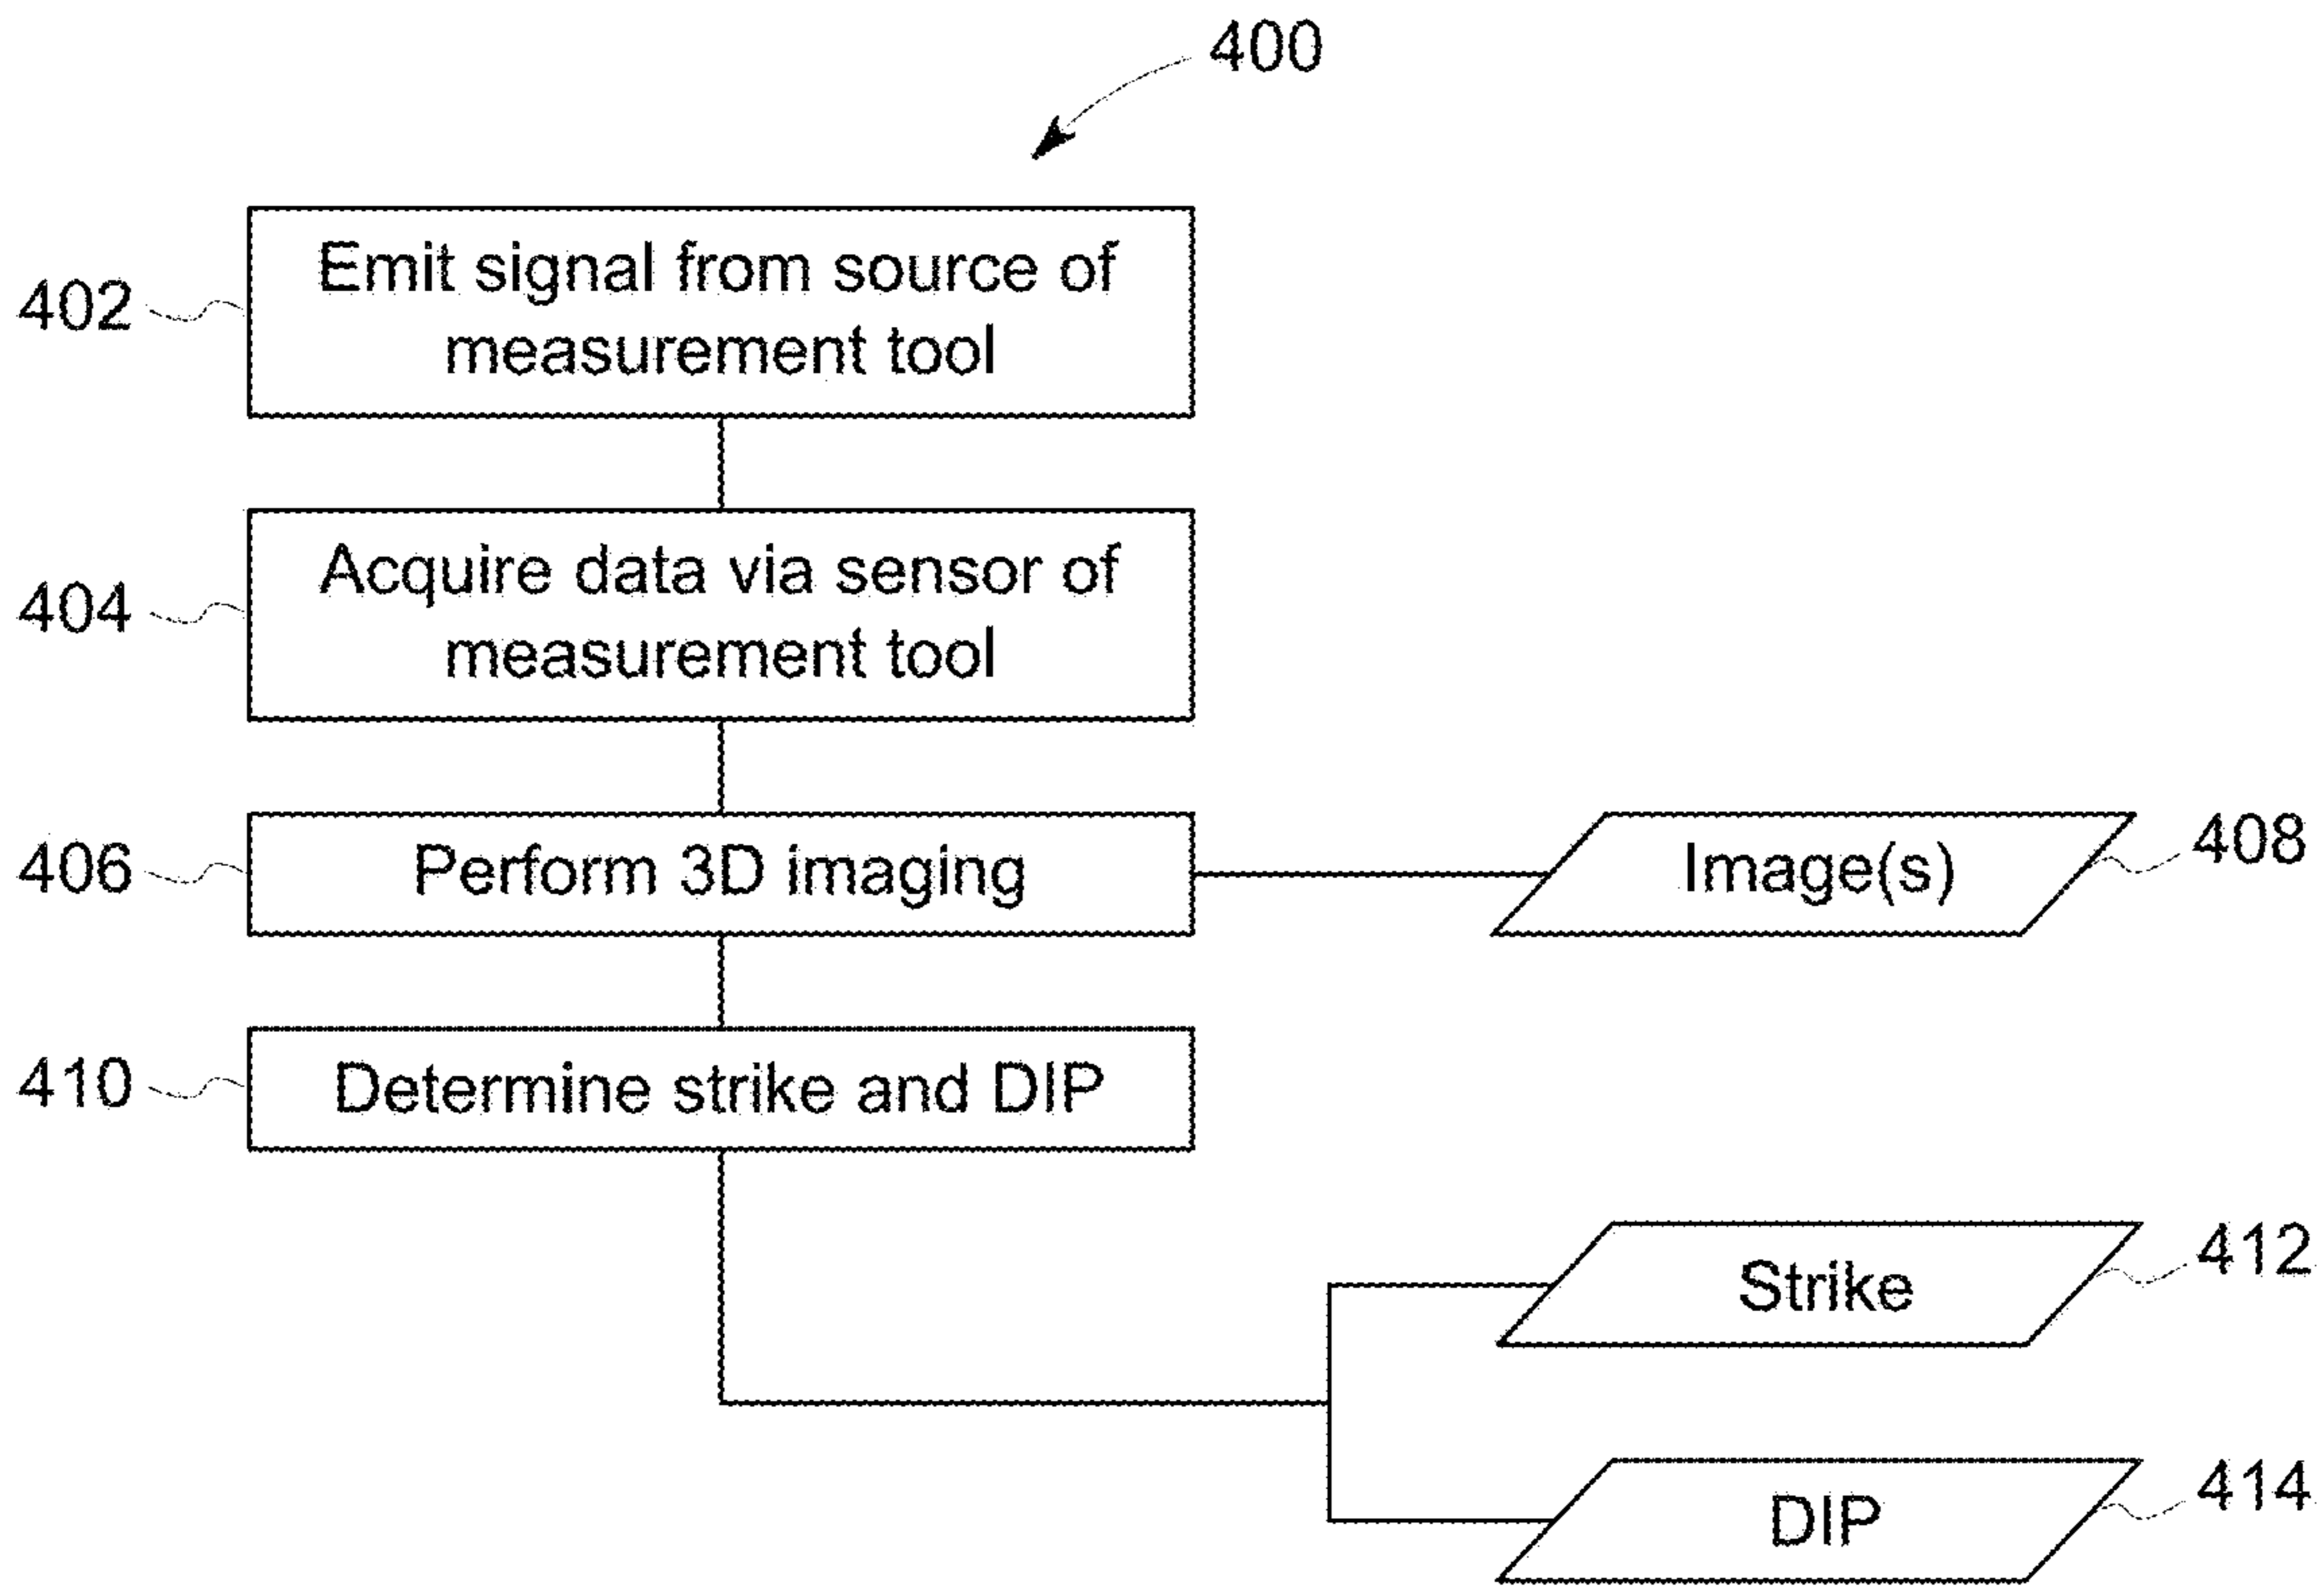 400
402
Emit signal from source of
measurement tool
404
Acquire data via sensor of
measurement tool
406
Perform 3D imaging
Image(s)
408
410
Determine strike and DIP
Strike
412
DIP
414